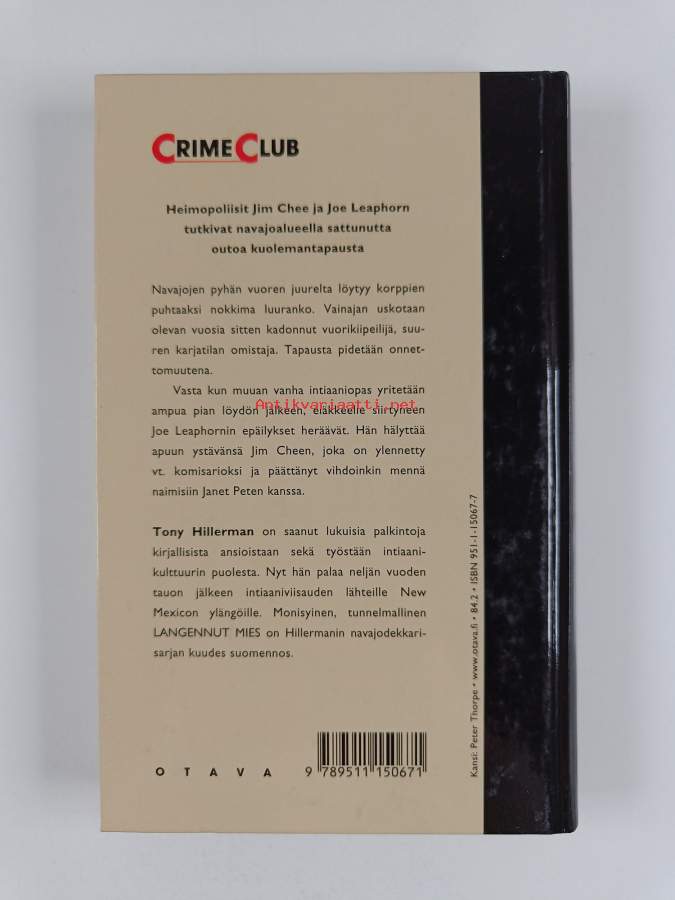 CRIME CLUB
Heimopoliisit Jim Chee ja Joe Leaphorn
tutkivat navajoalueella sattunutta
outoa kuolemantapausta
Navajojen pyhän vuoren juurelta löytyy korppien
puhtaaksi nokkima luuranko. Vainajan uskotaan
olevan vuosia sitten kadonnut vuorikiipeilijä, suu-
ren karjatilan omistaja. Tapausta pidetään onnet-
tomuutena.
Vasta kun muuan vanha intiaaniopas yritetään
ampua pian löydön jälkeen, eläkkeelle siirtyneen
Antikvariaatti.net
Joe Leaphornin epäilykset heräävät. Hän hälyttää
apuun ystävänsä Jim Cheen, joka on ylennetty
vt. komisarioksi ja päättänyt vihdoinkin mennä
naimisiin Janet Peten kanssa.
Tony Hillerman on saanut lukuisia palkintoja
kirjallisista ansioistaan sekä työstään intiaani-
kulttuurin puolesta. Nyt hän palaa neljän vuoden
tauon jälkeen intiaaniviisauden lähteille New
Mexicon ylängöille. Monisyinen, tunnelmallinen
LANGENNUT MIES on Hillermanin navajodekkari-
sarjan kuudes suomennos.
OTAVA
9 789511 150671
Kansi: Peter Thorpe • www.otava.fi • 84.2 • ISBN 951-1-15067-7